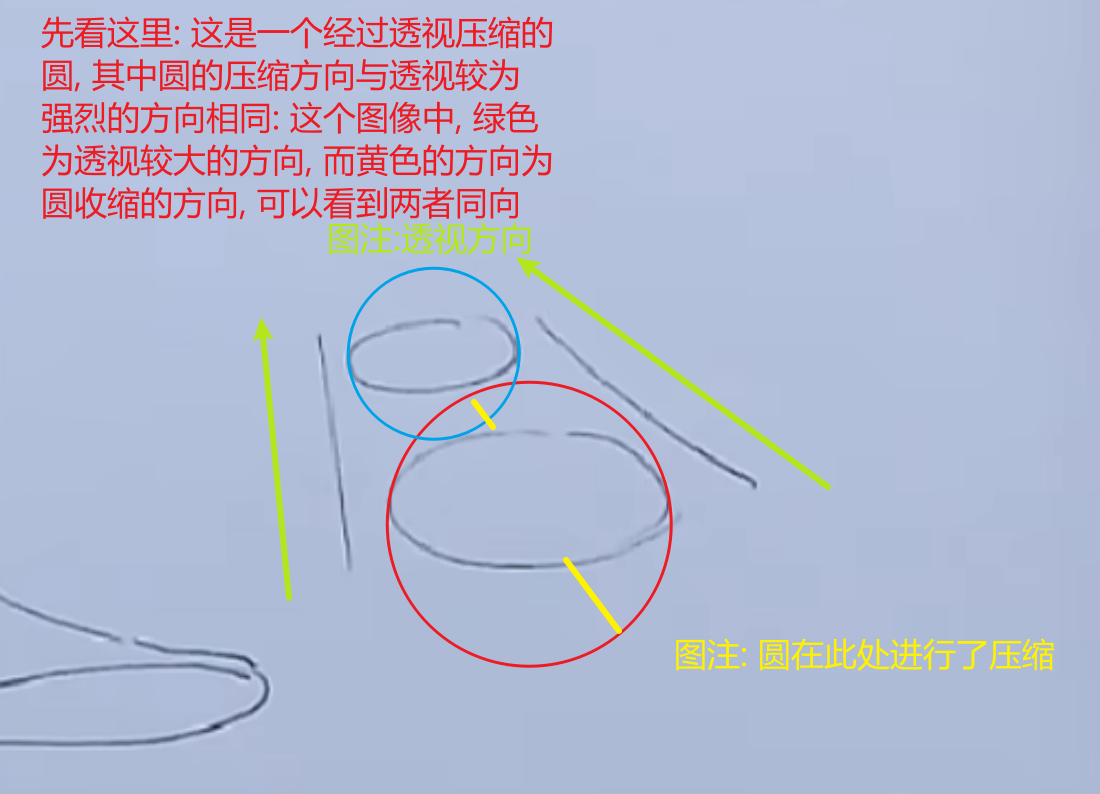 先看这里: 这是一个经过透视压缩的
圆, 其中圆的压缩方向与透视较为
强烈的方向相同: 这个图像中, 绿色
为透视较大的方向, 而黄色的方向为
圆收缩的方向, 可以看到两者同向
图注:透视方向
图注: 圆在此处进行了压缩